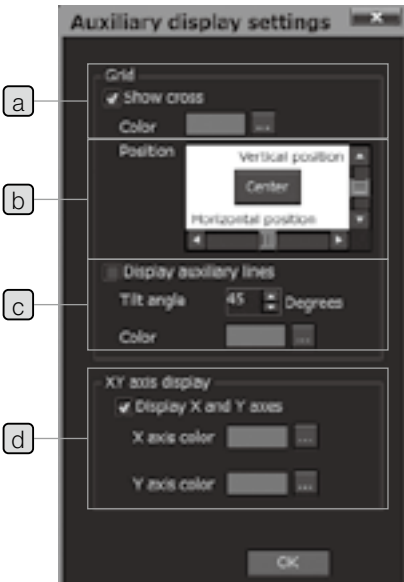 Auxiliary display settings
Grid
a
Show cross
Color ...
Position
Vertical position
b
Center
Horizontal position
Display auxiliary lines
c
Tilt angle 45 Degrees
Color ...
XY axis display
Display X and Y axes
d
X axis color ...
Y axis color ...
OK